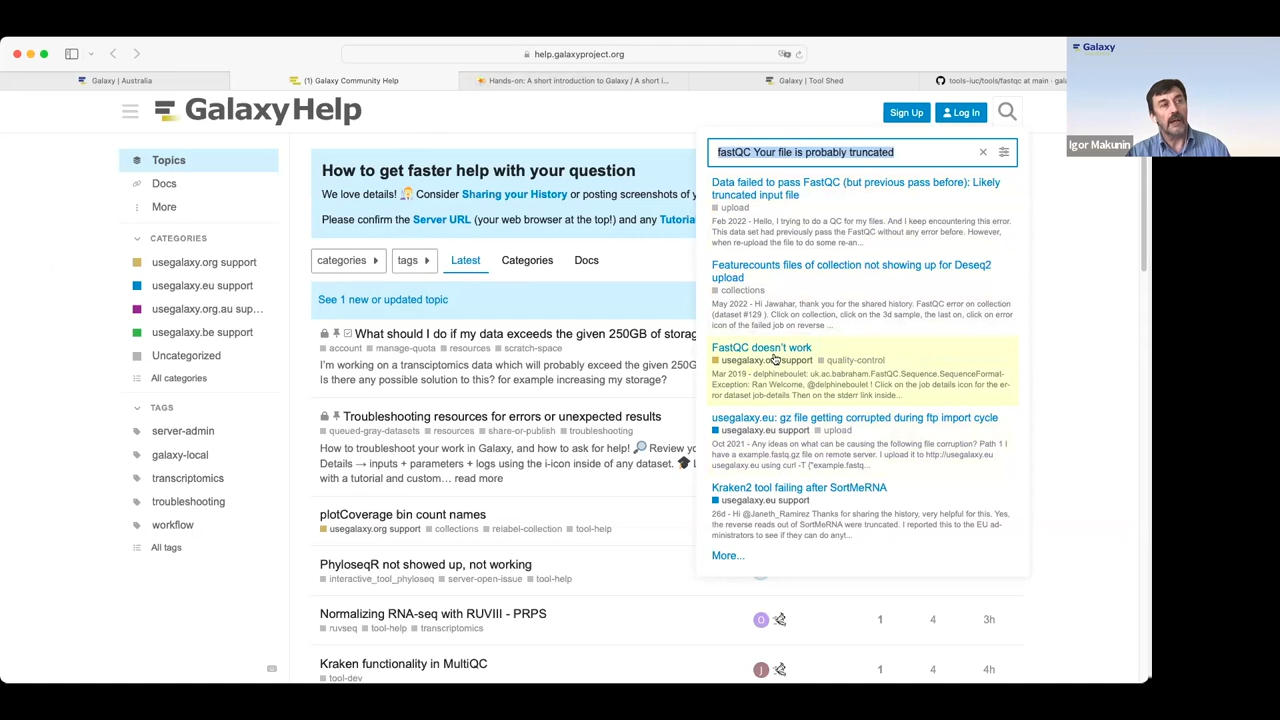 help.galaxyproject.org
Galaxy | Australia
(1) Galaxy Community Help
Hands-on: A short introduction to Galaxy / A short i...
Galaxy | Tool Shed
tools-iuc/tools/fastqc at main · gala
Galaxy
Igor Makunin
GalaxyHelp
Sign Up
Log In
Topics
Docs
More
CATEGORIES
usegalaxy.org support
usegalaxy.eu support
usegalaxy.org.au sup...
usegalaxy.be support
Uncategorized
All categories
TAGS
server-admin
galaxy-local
transcriptomics
troubleshooting
workflow
All tags
How to get faster help with your question
We love details! Consider Sharing your History or posting screenshots of y
Please confirm the Server URL (your web browser at the top!) and any Tutoria
categories
tags
Latest
Categories
Docs
See 1 new or updated topic
What should I do if my data exceeds the given 250GB of storag
account manage-quota resources scratch-space
I'm working on a transciptomics data which will probably exceed the given 250G
Is there any possible solution to this? for example increasing my storage?
Troubleshooting resources for errors or unexpected results
queued-gray-datasets resources share-or-publish troubleshooting
How to troubleshoot your work in Galaxy, and how to ask for help! Review yo
Details → inputs + parameters + logs using the i-icon inside of any dataset.
with a tutorial and custom… read more
plotCoverage bin count names
usegalaxy.org support collections relabel-collection tool-help
PhyloseqR not showed up, not working
interactive_tool_phyloseq server-open-issue tool-help
Normalizing RNA-seq with RUVIII - PRPS
ruvseq tool-help transcriptomics
O 1 4 3h
Kraken functionality in MultiQC
tool-dev
J 1 4 4h
fastQC Your file is probably truncated
Data failed to pass FastQC (but previous pass before): Likely
truncated input file
upload
Feb 2022 - Hello, I trying to do a QC for my files. And I keep encountering this error.
This data set had previously pass the FastQC without any error before. However,
when re-upload the file to do some re-an...
Featurecounts files of collection not showing up for Deseq2
upload
collections
May 2022 - Hi Jawahar, thank you for the shared history. FastQC error on collection
(dataset #129 ). Click on collection, click on the 3d sample, the last on, click on error
icon of the failed job on reverse ...
FastQC doesn't work
usegalaxy.org support quality-control
Mar 2019 - delphineboulet: uk.ac.babraham.FastQC.Sequence.SequenceFormat-
Exception: Ran Welcome, @delphineboulet ! Click on the job details icon for the er-
ror dataset job-details Then on the stderr link inside...
usegalaxy.eu: gz file getting corrupted during ftp import cycle
usegalaxy.eu support upload
Oct 2021 - Any ideas on what can be causing the following file corruption? Path 1 I
have a example.fastq.gz file on remote server. I upload it to http://usegalaxy.eu
usegalaxy.eu using curl -T {"example.fastq...
Kraken2 tool failing after SortMeRNA
usegalaxy.eu support
26d - Hi @Janeth_Ramirez Thanks for sharing the history, very helpful for this. Yes,
the reverse reads out of SortMeRNA were truncated. I reported this to the EU ad-
ministrators to see if they can do anyt...
More...